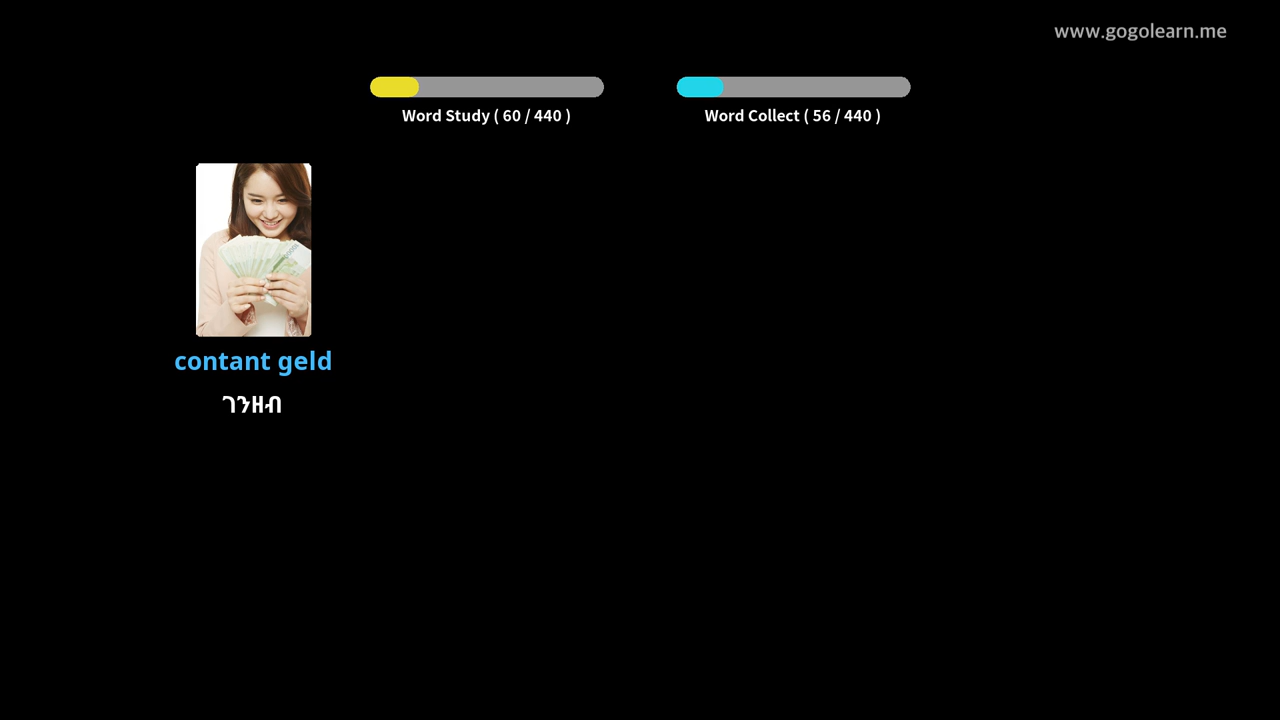 www.gogolearn.me
Word Study ( 60 / 440 )
Word Collect ( 56 / 440 )
contant geld
ገንዘብ